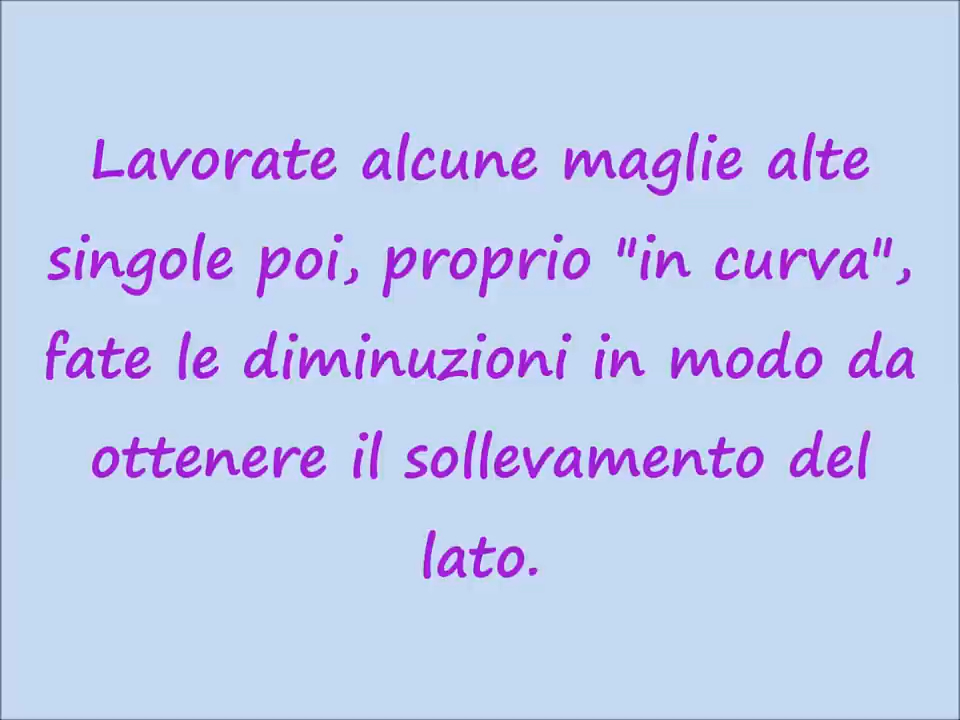 Lavorate alcune maglie alte
singole poi, proprio "in curva",
fate le diminuzioni in modo da
ottenere il sollevamento del
lato.